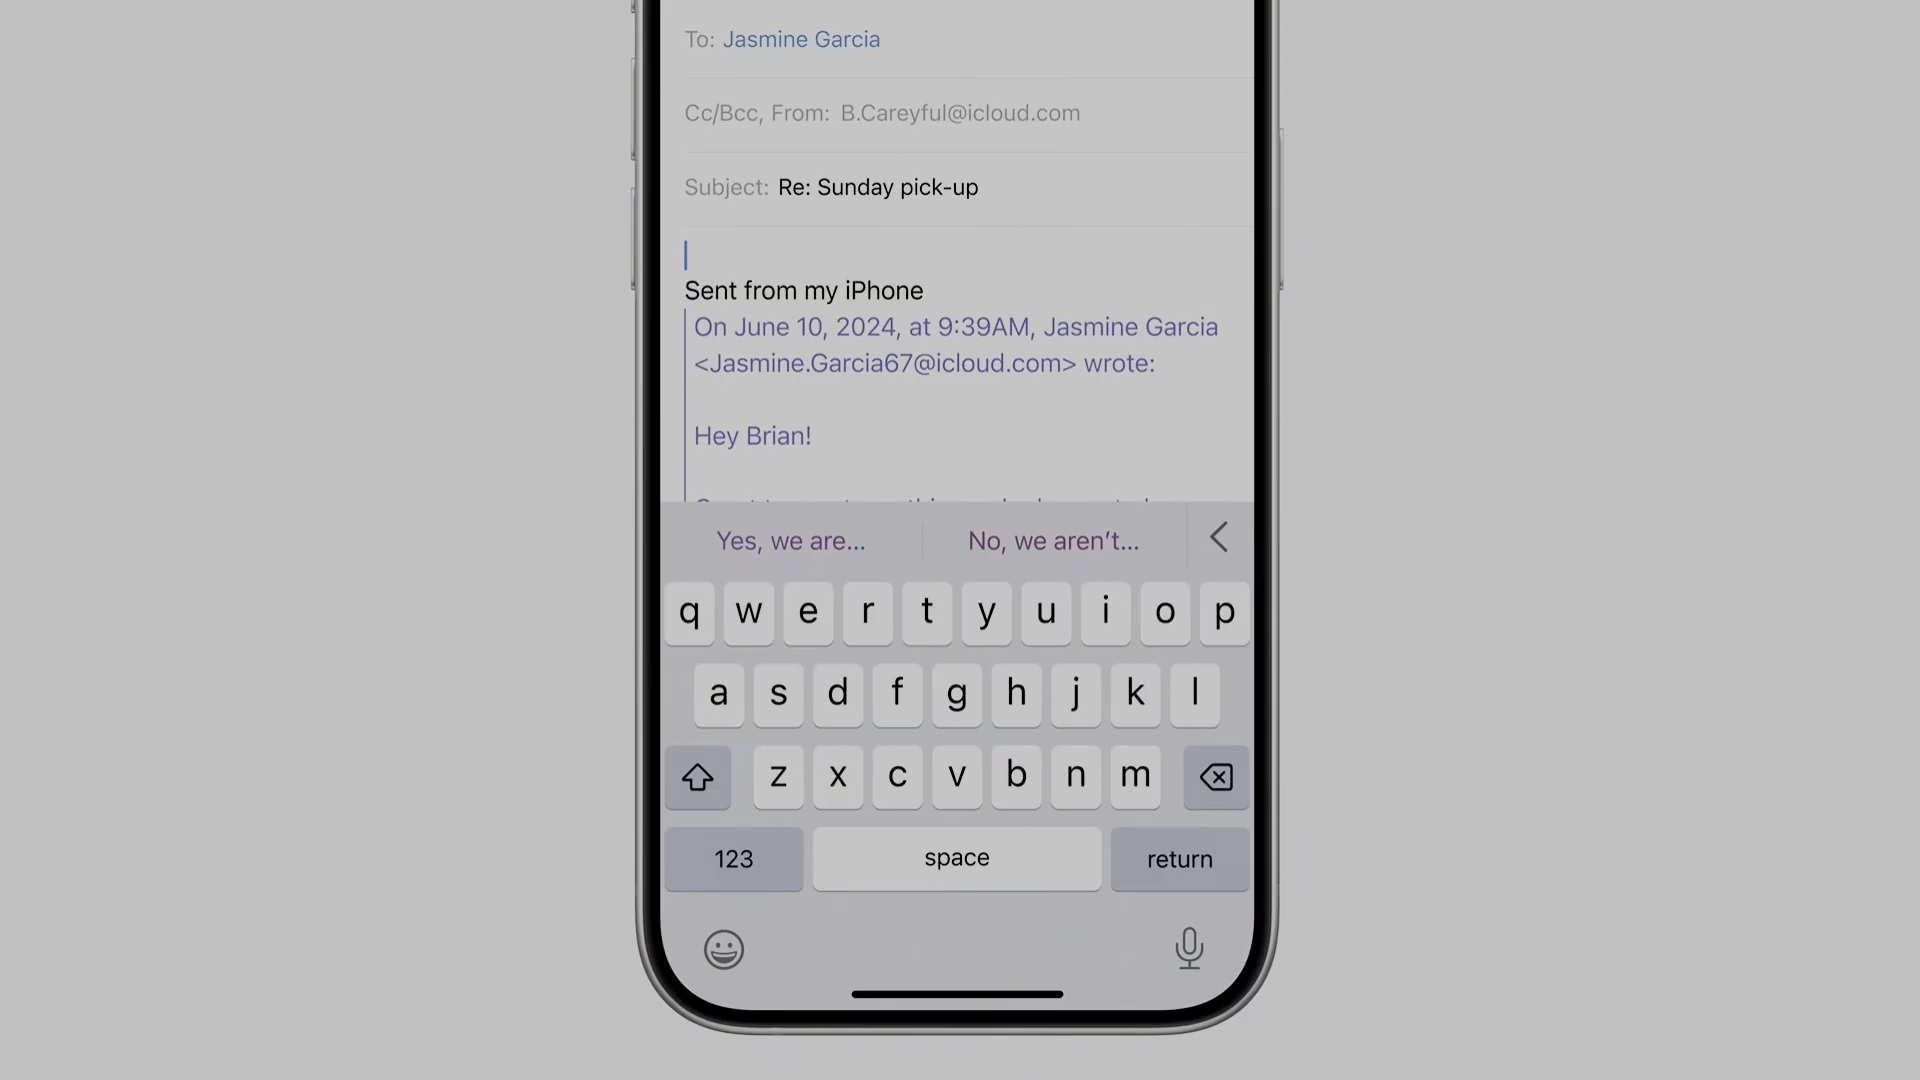 To: Jasmine Garcia
Cc/Bcc, From: B.Careyful@icloud.com
Subject: Re: Sunday pick-up
Sent from my iPhone
On June 10, 2024, at 9:39AM, Jasmine Garcia
<Jasmine.Garcia67@icloud.com> wrote:
Hey Brian!
Yes, we are... No, we aren’t...
q w e r t y u i o p
a s d f g h j k l
z x c v b n m
123 space return